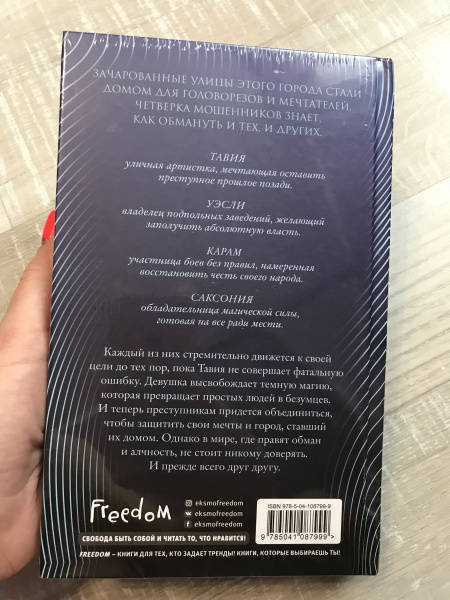 ЗАЧАРОВАННЫЕ УЛИЦЫ ЭТОГО ГОРОДА СТАЛИ
ДОМОМ ДЛЯ ГОЛОВОРЕЗОВ И МЕЧТАТЕЛЕЙ.
ЧЕТВЕРКА МОШЕННИКОВ ЗНАЕТ,
КАК ОБМАНУТЬ И ТЕХ, И ДРУГИХ.
ТАВИЯ
уличная артистка, мечтающая оставить
преступное прошлое позади.
УЭСЛИ
владелец подпольных заведений, желающий
заполучить абсолютную власть.
КАРАМ
участница боев без правил, намеренная
восстановить честь своего народа.
САКСОНИЯ
обладательница магической силы,
готовая на все ради мести.
Каждый из них стремительно движется к своей
цели до тех пор, пока Тавия не совершает фатальную
ошибку. Девушка высвобождает темную магию,
которая превращает простых людей в безумцев.
И теперь преступникам придется объединиться,
чтобы защитить свои мечты и город, ставший
их домом. Однако в мире, где правят обман
и алчность, не стоит никому доверять.
И прежде всего друг другу.
Freedom
eksmofreedom
eksmofreedom
eksmofreedom
СВОБОДА БЫТЬ СОБОЙ И ЧИТАТЬ ТО, ЧТО НРАВИТСЯ!
FREEDOM – КНИГИ ДЛЯ ТЕХ, КТО ЗАДАЕТ ТРЕНДЫ! КНИГИ, КОТОРЫЕ ВЫБИРАЕШЬ ТЫ!
ISBN 978-5-04-108799-9
9 785041 087999 >